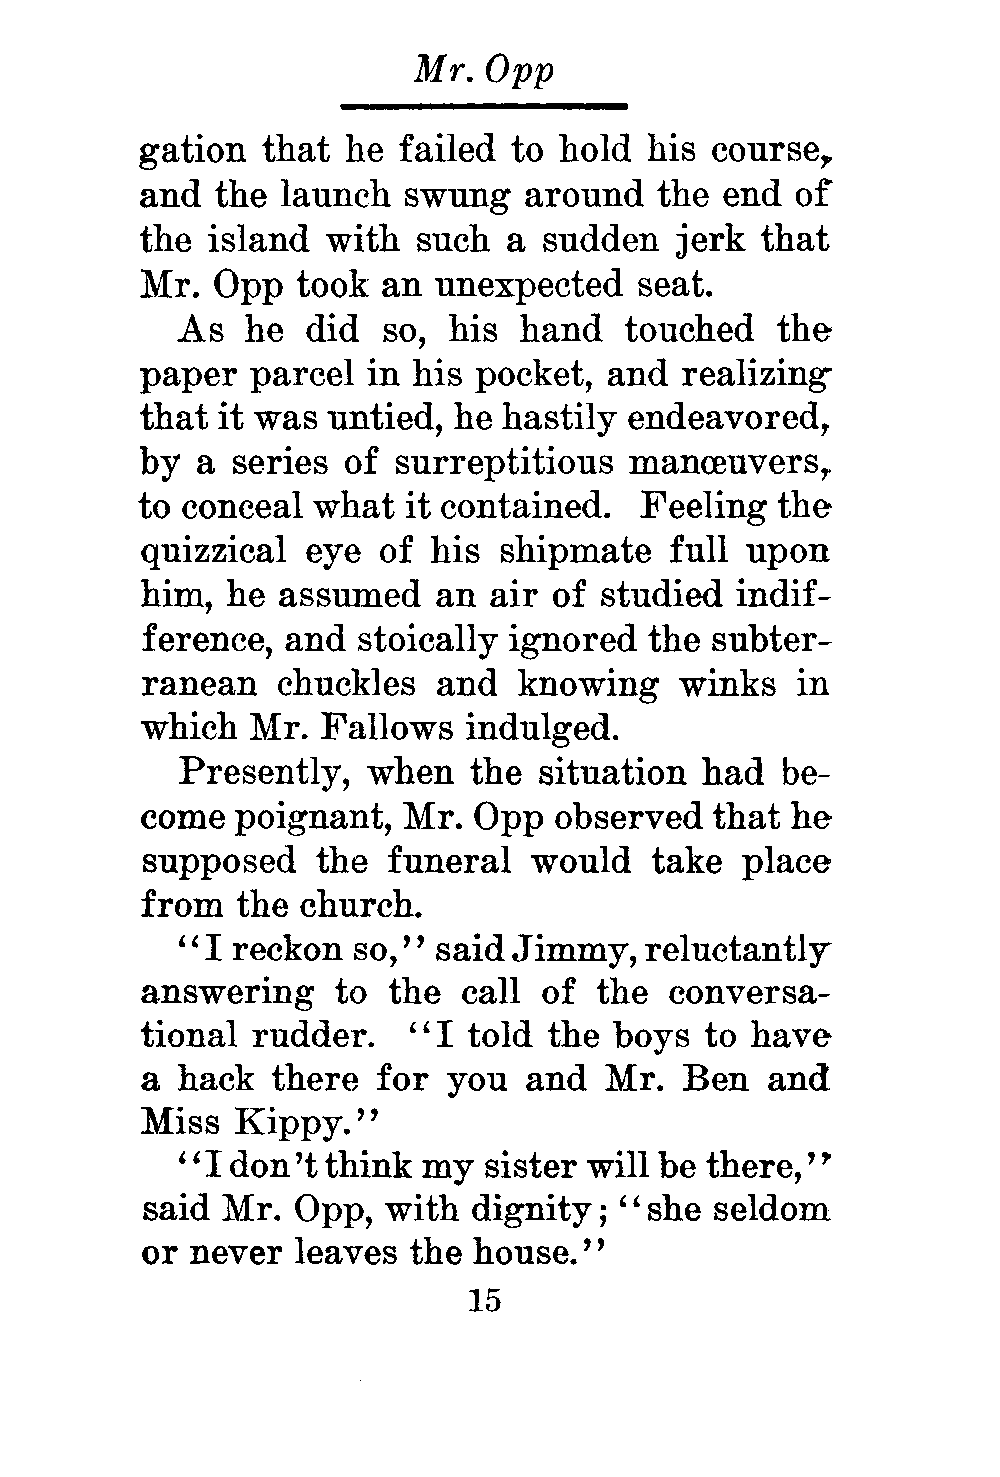 Mr. Opp
gation that he failed to hold his course,
and the launch swung around the end of
the island with such a sudden jerk that
Mr. Opp took an unexpected seat.
As he did so, his hand touched the
paper parcel in his pocket, and realizing
that it was untied, he hastily endeavored,
by a series of surreptitious manœuvers,
to conceal what it contained. Feeling the
quizzical eye of his shipmate full upon
him, he assumed an air of studied indif-
ference, and stoically ignored the subter-
ranean chuckles and knowing winks in
which Mr. Fallows indulged.
Presently, when the situation had be-
come poignant, Mr. Opp observed that he
supposed the funeral would take place
from the church.
"I reckon so," said Jimmy, reluctantly
answering to the call of the conversa-
tional rudder. "I told the boys to have
a hack there for you and Mr. Ben and
Miss Kippy."
"I don't think my sister will be there,"
said Mr. Opp, with dignity; "she seldom
or never leaves the house."
15